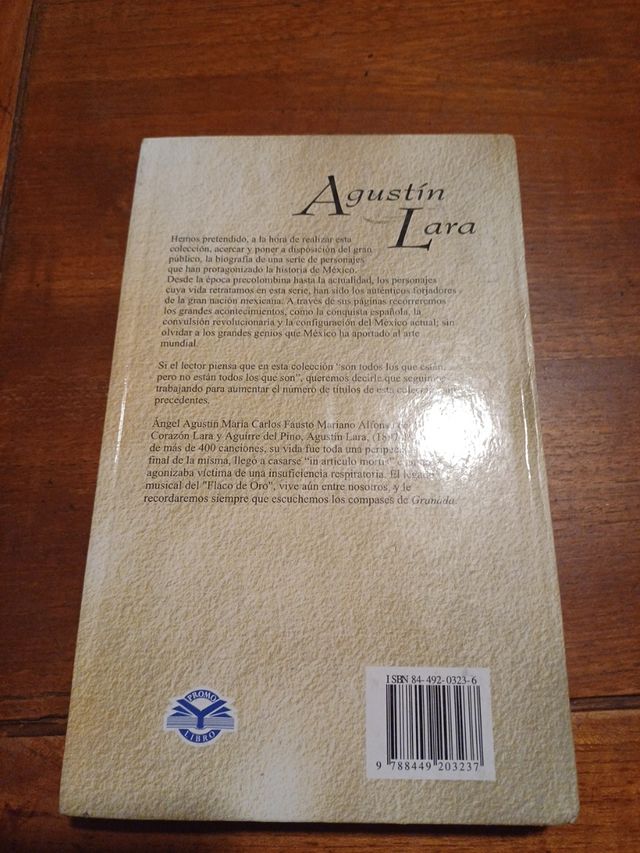 Agustín
Lara
Hemos pretendido, a la hora de realizar esta
colección, acercar y poner a disposición del gran
público, la biografía de una serie de personajes
que han protagonizado la historia de México.
Desde la época precolombina hasta la actualidad, los personajes
cuya vida retratamos en esta serie, han sido los auténticos forjadores
de la gran nación mexicana. A través de sus páginas recorreremos
los grandes acontecimientos, como la conquista española, la
convulsión revolucionaria y la configuración del México actual; sin
olvidar a los grandes genios que México ha aportado al arte
mundial.
Si el lector piensa que en esta colección "son todos los que están,
pero no están todos los que son", queremos decirle que seguimos
trabajando para aumentar el número de títulos de esta colección
precedentes.
Ángel Agustín María Carlos Fausto Mariano Alfonso
Corazón Lara y Aguirre del Pino, Agustín Lara,
de más de 400 canciones, su vida fue toda una
final de la misma, llegó a casarse "in artículo
agonizaba víctima de una insuficiencia respiratoria. El legado
musical del "Flaco de Oro", vive aún entre nosotros, y le
recordaremos siempre que escuchemos los compases de Granada.
PROMO
LIBRO
ISBN 84-492-0323-6
9 788449 203237